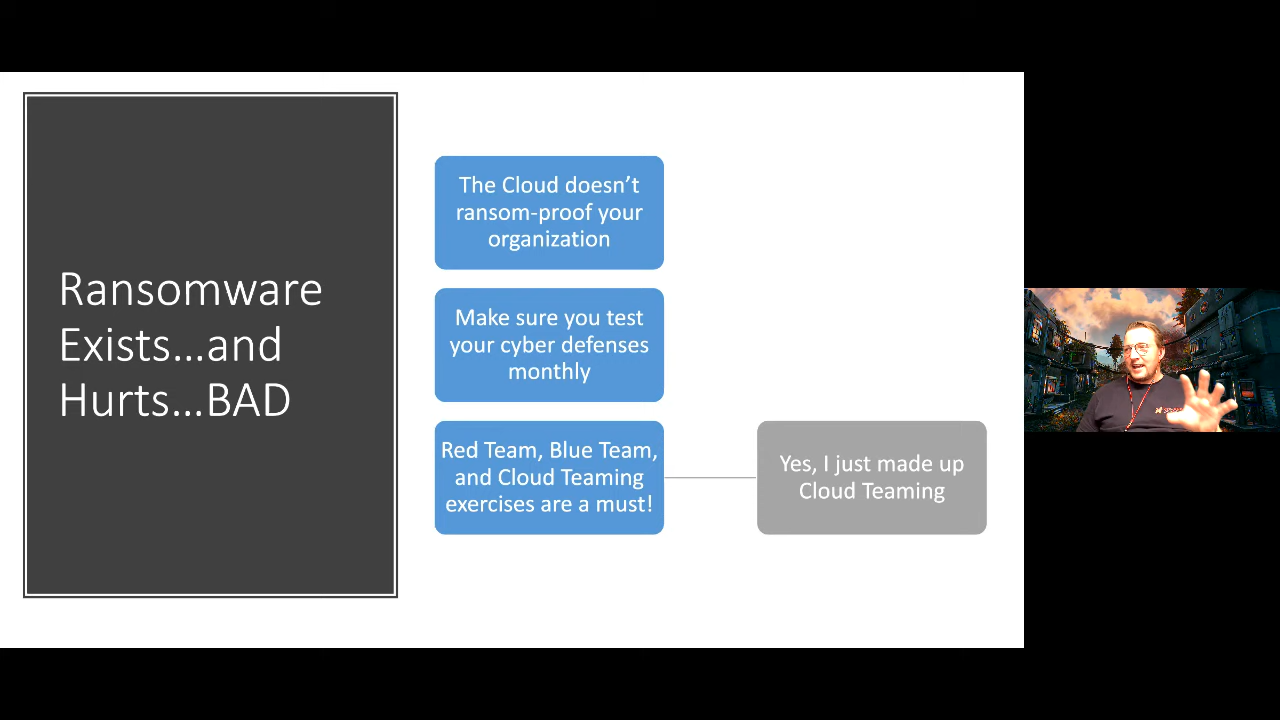 Ransomware
Exists...and
Hurts...BAD
The Cloud doesn’t
ransom-proof your
organization
Make sure you test
your cyber defenses
monthly
Red Team, Blue Team,
and Cloud Teaming
exercises are a must!
Yes, I just made up
Cloud Teaming